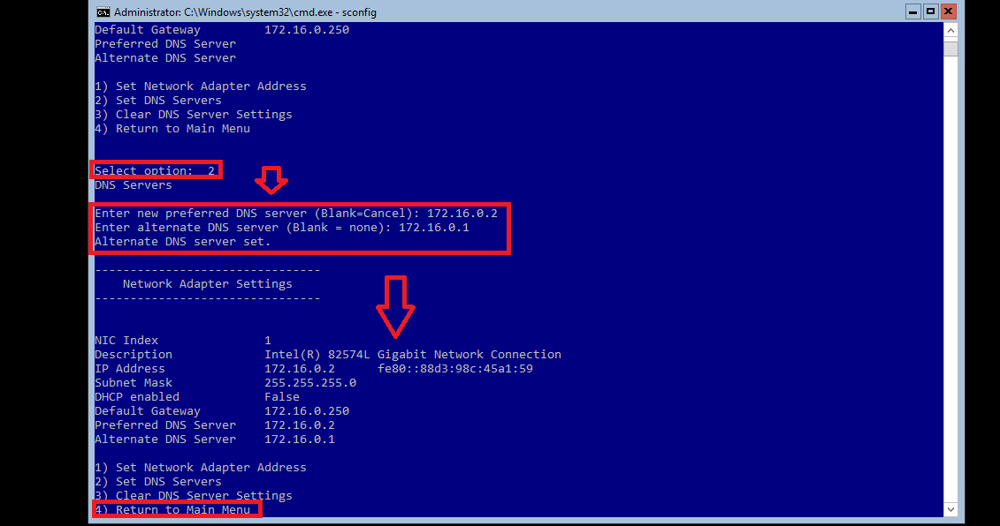 Administrator: C:\Windows\system32\cmd.exe - sconfig
Default Gateway 172.16.0.250
Preferred DNS Server
Alternate DNS Server
1) Set Network Adapter Address
2) Set DNS Servers
3) Clear DNS Server Settings
4) Return to Main Menu
Select option: 2
DNS Servers
Enter new preferred DNS server (Blank=Cancel): 172.16.0.2
Enter alternate DNS server (Blank = none): 172.16.0.1
Alternate DNS server set.
--------------------------------
Network Adapter Settings
--------------------------------
NIC Index 1
Description Intel(R) 82574L Gigabit Network Connection
IP Address 172.16.0.2 fe80::88d3:98c:45a1:59
Subnet Mask 255.255.255.0
DHCP enabled False
Default Gateway 172.16.0.250
Preferred DNS Server 172.16.0.2
Alternate DNS Server 172.16.0.1
1) Set Network Adapter Address
2) Set DNS Servers
3) Clear DNS Server Settings
4) Return to Main Menu